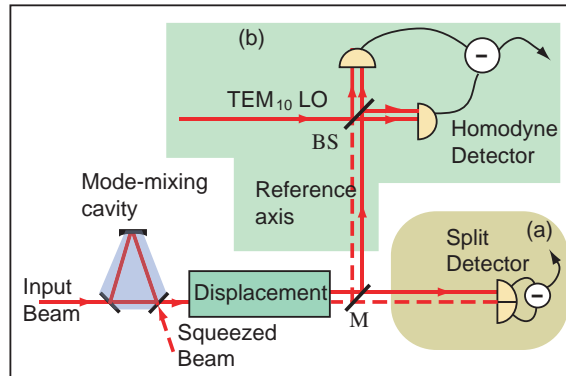 (b)
TEM10 LO
BS
Homodyne
Detector
Reference
axis
Mode-mixing
cavity
(a)
Split
Detector
Input
Beam
Displacement
M
Squeezed
Beam